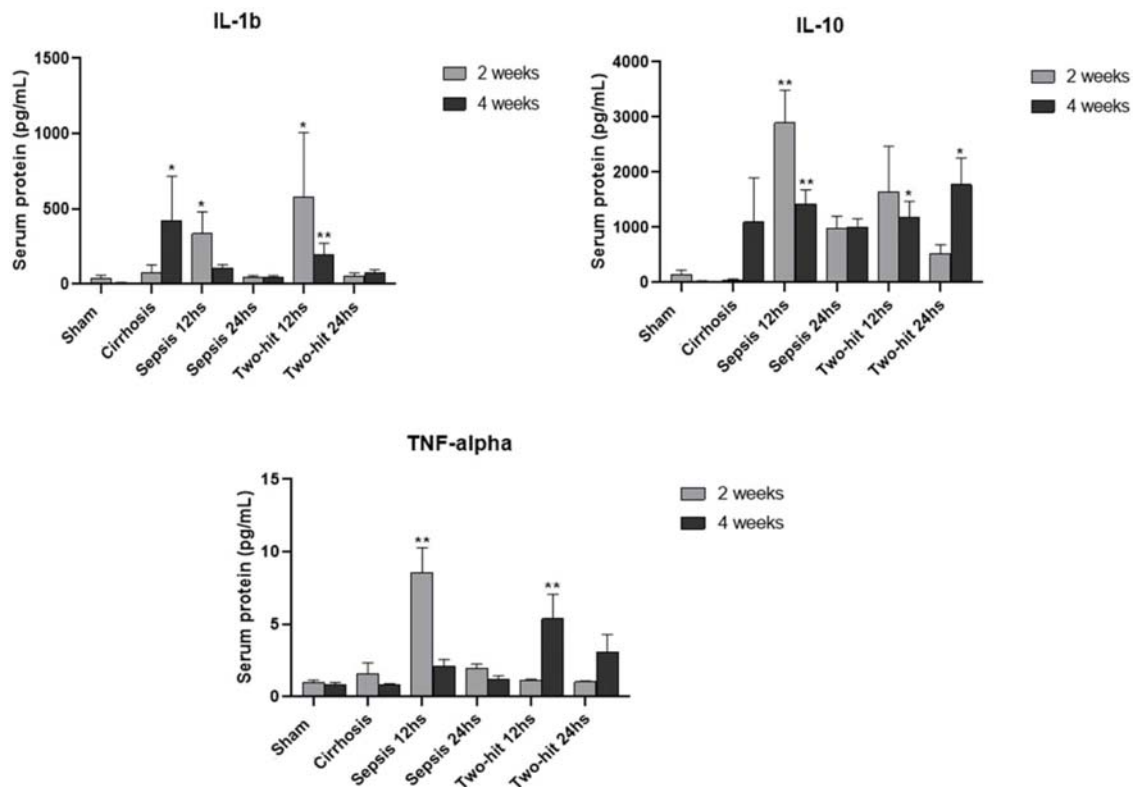 IL-1b
Serum protein (pg/mL)
1500
1000
500
0
*
*
*
**
Sham
Cirrhosis
Sepsis 12hs
Sepsis 24hs
Two-hit 12hs
Two-hit 24hs
2 weeks
4 weeks
IL-10
Serum protein (pg/mL)
4000
3000
2000
1000
0
**
**
*
*
Sham
Cirrhosis
Sepsis 12hs
Sepsis 24hs
Two-hit 12hs
Two-hit 24hs
2 weeks
4 weeks
TNF-alpha
Serum protein (pg/mL)
15
10
5
0
**
**
Sham
Cirrhosis
Sepsis 12hs
Sepsis 24hs
Two-hit 12hs
Two-hit 24hs
2 weeks
4 weeks